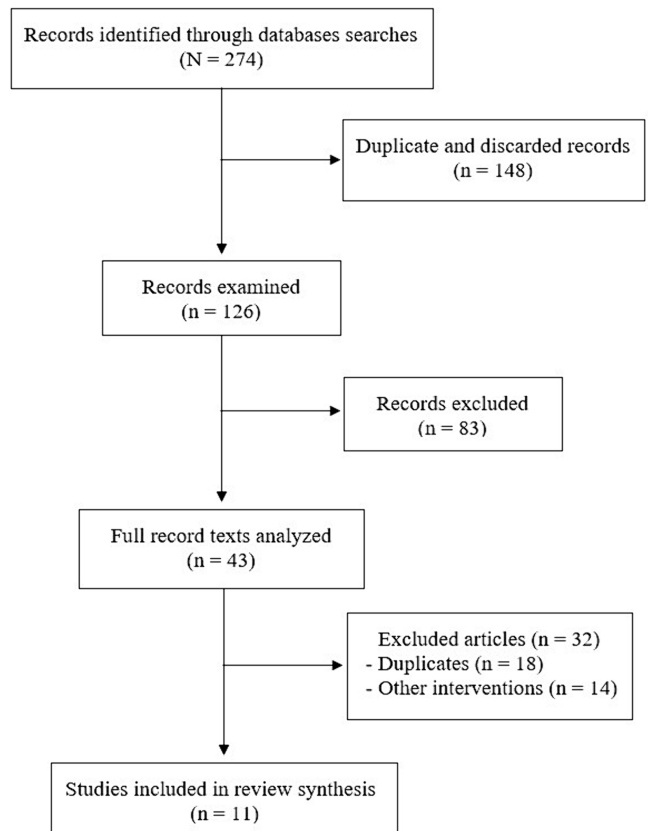 Records identified through databases searches
(N = 274)
Duplicate and discarded records
(n = 148)
Records examined
(n = 126)
Records excluded
(n = 83)
Full record texts analyzed
(n = 43)
Excluded articles (n = 32)
- Duplicates (n = 18)
- Other interventions (n = 14)
Studies included in review synthesis
(n = 11)